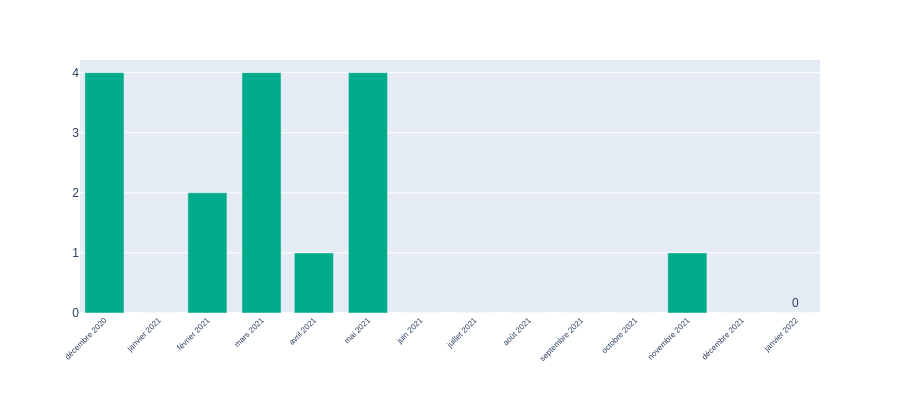 4
3
2
1
0
0
décembre 2020
janvier 2021
février 2021
mars 2021
avril 2021
mai 2021
juin 2021
juillet 2021
août 2021
septembre 2021
octobre 2021
novembre 2021
décembre 2021
janvier 2022